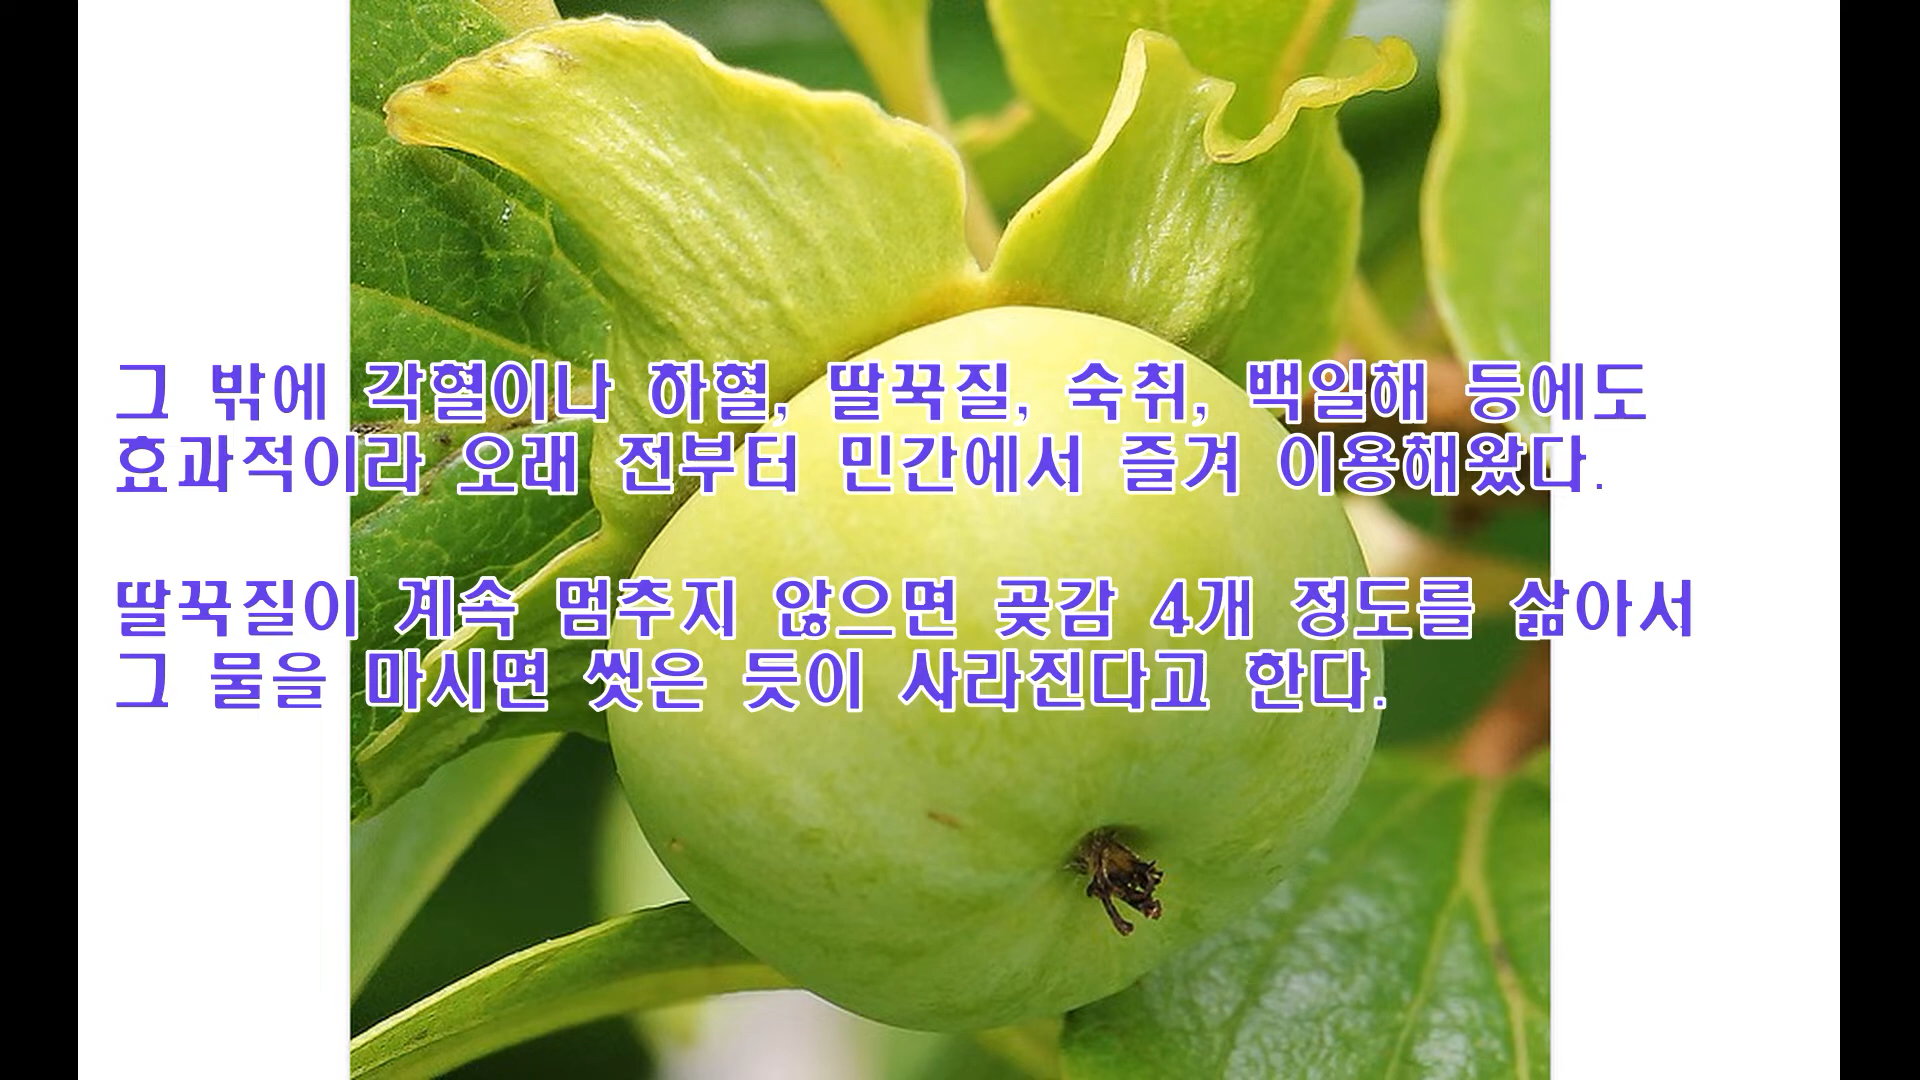 그 밖에 각혈이나 하혈, 딸꾹질, 숙취, 백일해 등에도
효과적이라 오래 전부터 민간에서 즐겨 이용해왔다.
딸꾹질이 계속 멈추지 않으면 곶감 4개 정도를 삶아서
그 물을 마시면 씻은 듯이 사라진다고 한다.